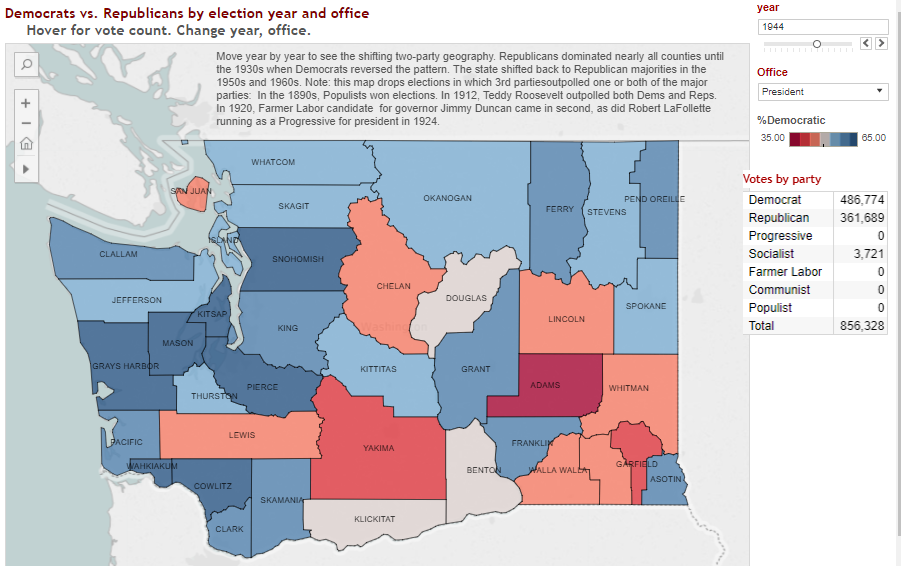 Democrats vs. Republicans by election year and office
Hover for vote count. Change year, office.
year
1944
Office
President
%Democratic
35.00 65.00
Votes by party
Democrat 486,774
Republican 361,689
Progressive 0
Socialist 3,721
Farmer Labor 0
Communist 0
Populist 0
Total 856,328
Move year by year to see the shifting two-party geography. Republicans dominated nearly all counties until
the 1930s when Democrats reversed the pattern. The state shifted back to Republican majorities in the
1950s and 1960s. Note: this map drops elections in which 3rd partiesoutpolled one or both of the major
parties: In the 1890s, Populists won elections. In 1912, Teddy Roosevelt outpolled both Dems and Reps.
In 1920, Farmer Labor candidate for governor Jimmy Duncan came in second, as did Robert LaFollette
running as a Progressive for president in 1924.
WHATCOM
SAN JUAN
SKAGIT
OKANOGAN
FERRY
STEVENS
PEND OREILLE
ISLAND
CLALLAM
SNOHOMISH
CHELAN
DOUGLAS
JEFFERSON
KITSAP
KING
Washington
LINCOLN
SPOKANE
MASON
GRAYS HARBOR
KITTITAS
GRANT
ADAMS
WHITMAN
THURSTON
PIERCE
PACIFIC
LEWIS
YAKIMA
FRANKLIN
WAHKIAKUM
BENTON
WALLA WALLA
GARFIELD
ASOTIN
COWLITZ
SKAMANIA
KLICKITAT
CLARK